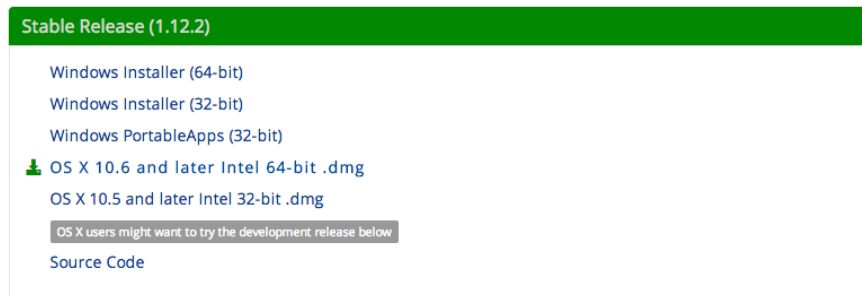 Stable Release (1.12.2)
Windows Installer (64-bit)
Windows Installer (32-bit)
Windows PortableApps (32-bit)
OS X 10.6 and later Intel 64-bit .dmg
OS X 10.5 and later Intel 32-bit .dmg
OS X users might want to try the development release below
Source Code